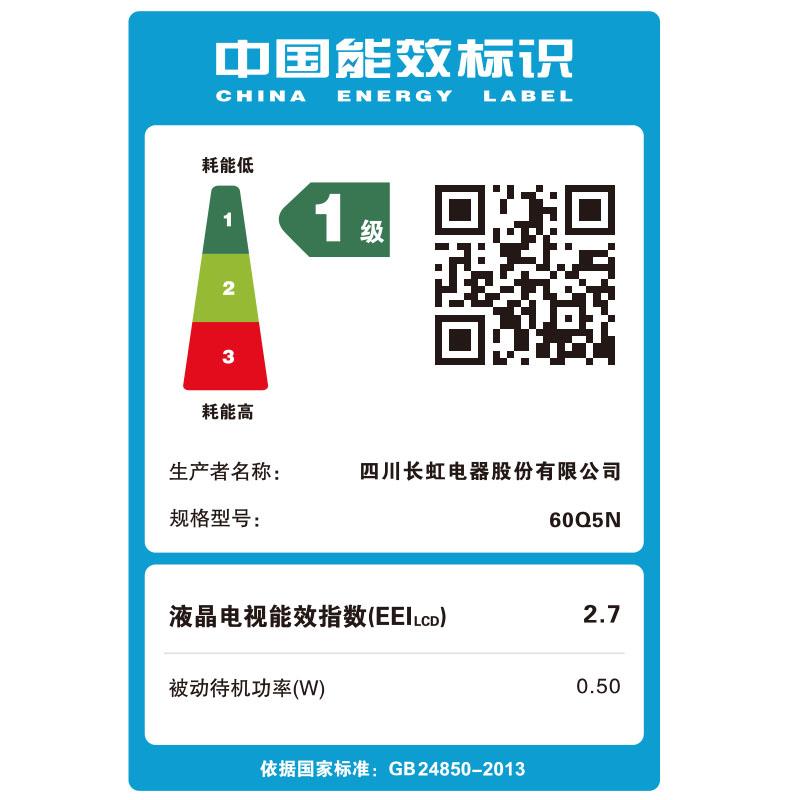 中国能效标识
CHINA ENERGY LABEL
耗能低
1
2
3
耗能高
1级
生产者名称：四川长虹电器股份有限公司
规格型号：60Q5N
液晶电视能效指数(EEILCD) 2.7
被动待机功率(W) 0.50
依据国家标准：GB24850-2013